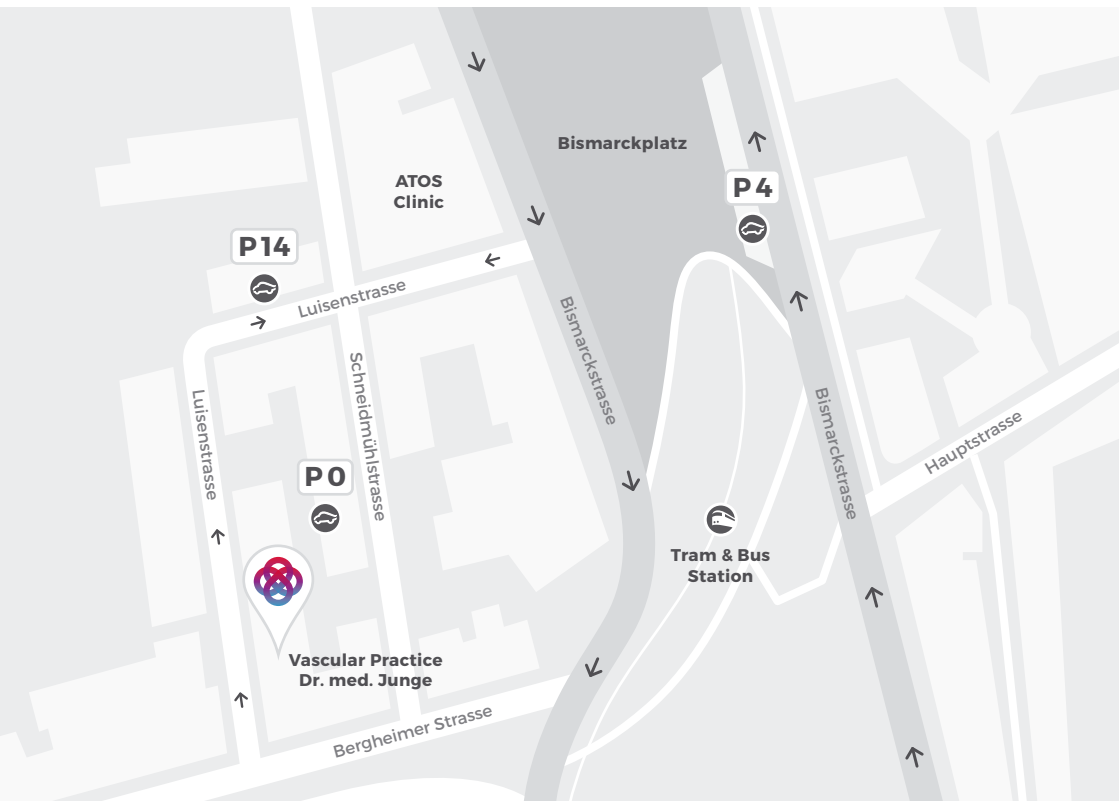 Bismarckplatz
ATOS
Clinic
P 4
P 14
Luisenstrasse
Bismarckstrasse
Schneidmühlstrasse
Luisenstrasse
Bismarckstrasse
Hauptstrasse
P 0
Tram & Bus
Station
Vascular Practice
Dr. med. Junge
Bergheimer Strasse